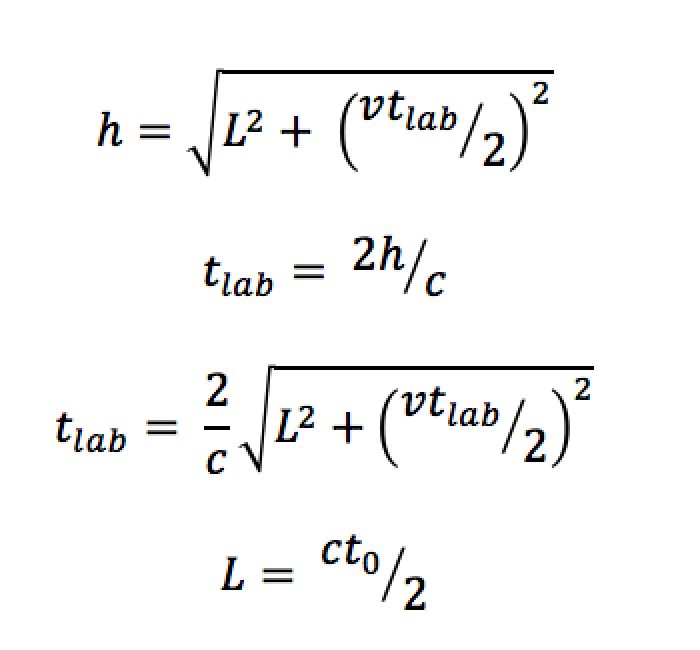 h = √(L² + (vt_lab/2)²)
t_lab = 2h/c
t_lab = 2/c √(L² + (vt_lab/2)²)
L = ct₀/2